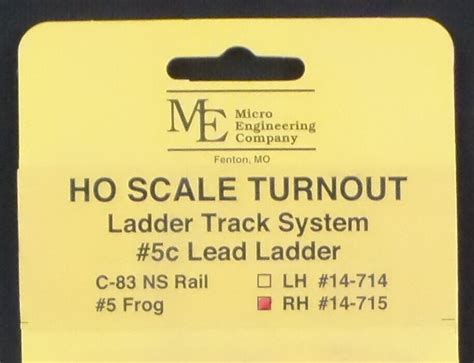 ME Micro
Engineering
Company
Fenton, MO
HO SCALE TURNOUT
Ladder Track System
#5c Lead Ladder
C-83 NS Rail LH #14-714
#5 Frog RH #14-715